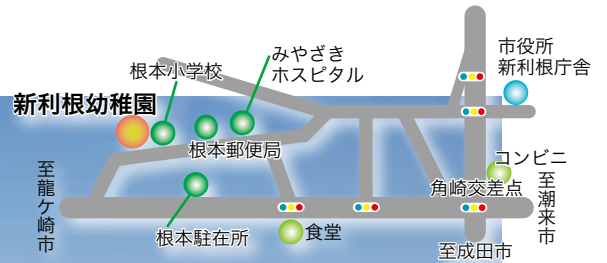 市役所
新利根庁舎
みやざき
ホスピタル
根本小学校
新利根幼稚園
根本郵便局
コンビニ
角崎交差点
至龍ケ崎市
至潮来市
根本駐在所
食堂
至成田市